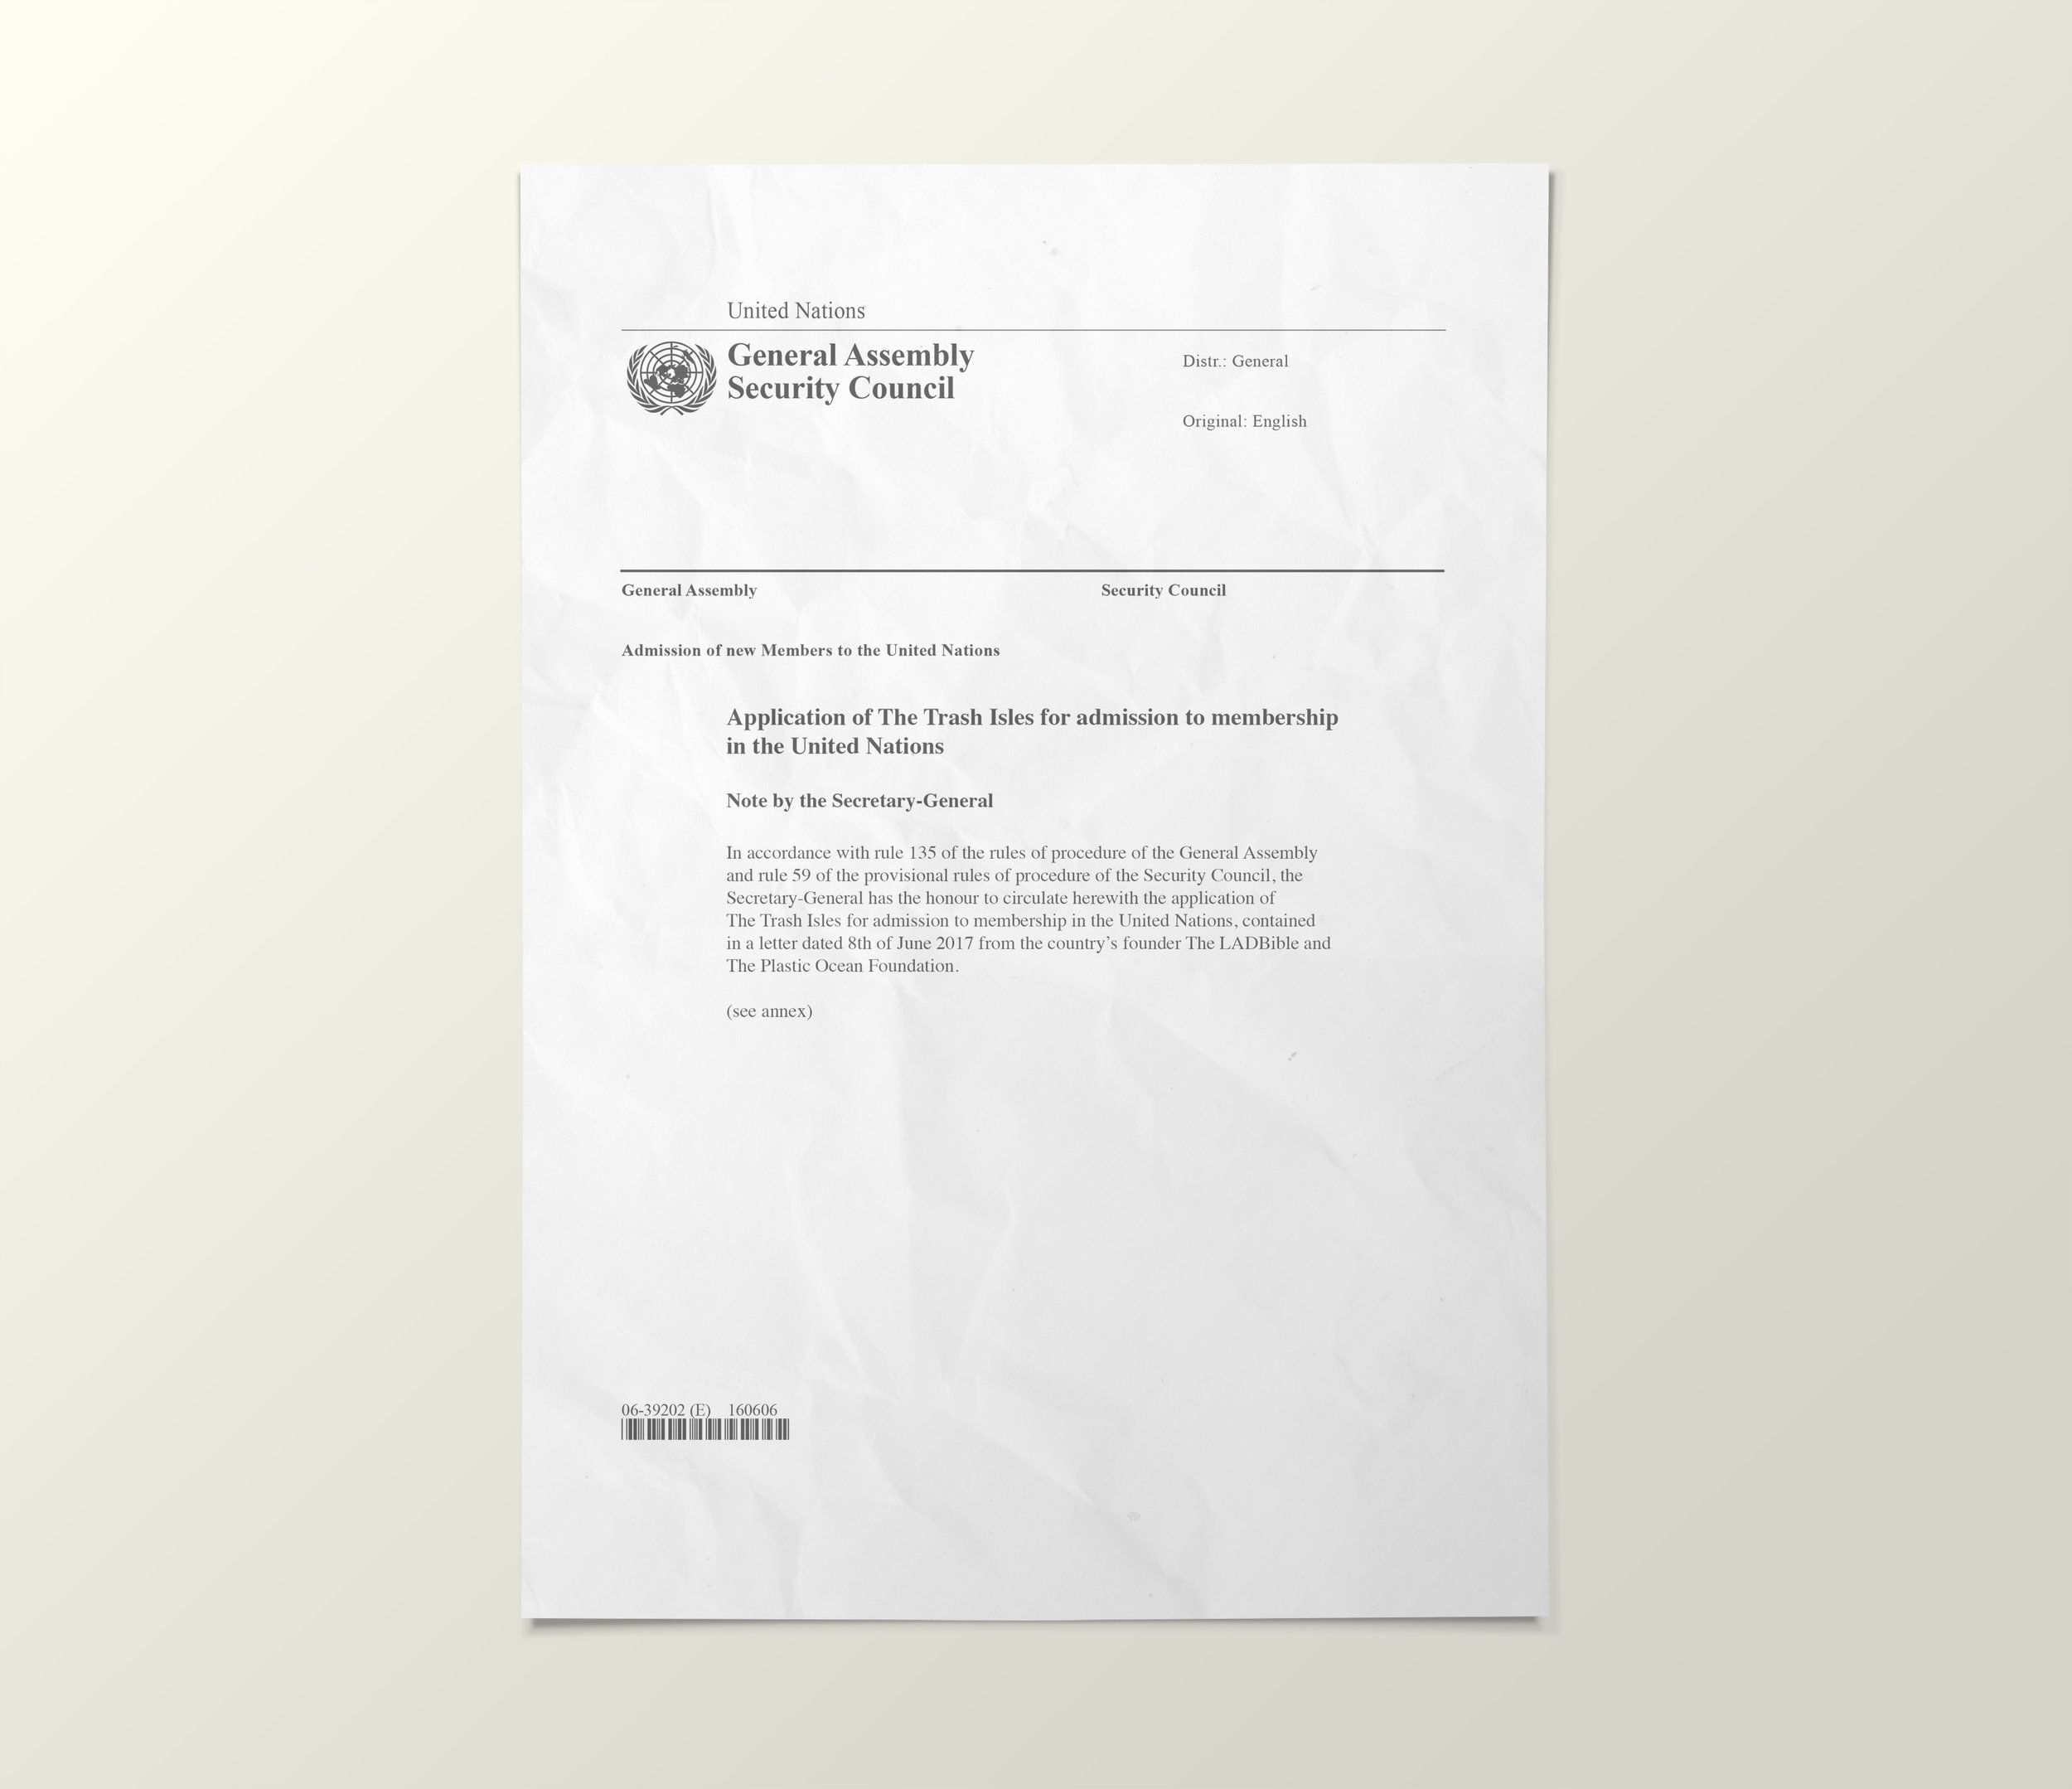 United Nations
General Assembly
Security Council
Distr.: General
Original: English
General Assembly
Security Council
Admission of new Members to the United Nations
Application of The Trash Isles for admission to membership
in the United Nations
Note by the Secretary-General
In accordance with rule 135 of the rules of procedure of the General Assembly
and rule 59 of the provisional rules of procedure of the Security Council, the
Secretary-General has the honour to circulate herewith the application of
The Trash Isles for admission to membership in the United Nations, contained
in a letter dated 8th of June 2017 from the country’s founder The LADBible and
The Plastic Ocean Foundation.
(see annex)
06-39202 (E) 160606